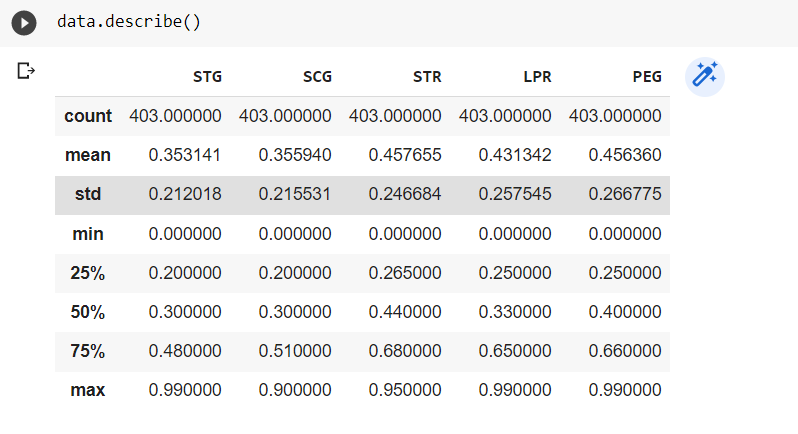 data.describe()
STG SCG STR LPR PEG
count 403.000000 403.000000 403.000000 403.000000 403.000000
mean 0.353141 0.355940 0.457655 0.431342 0.456360
std 0.212018 0.215531 0.246684 0.257545 0.266775
min 0.000000 0.000000 0.000000 0.000000 0.000000
25% 0.200000 0.200000 0.265000 0.250000 0.250000
50% 0.300000 0.300000 0.440000 0.330000 0.400000
75% 0.480000 0.510000 0.680000 0.650000 0.660000
max 0.990000 0.900000 0.950000 0.990000 0.990000